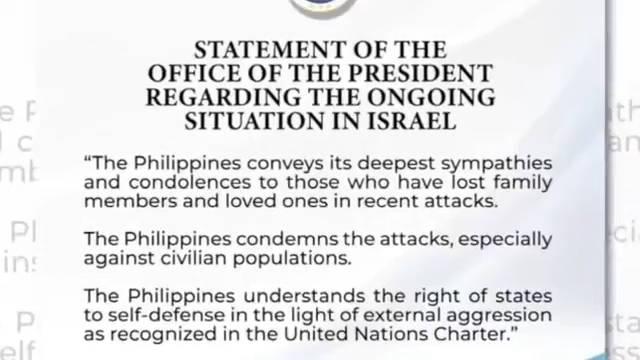 STATEMENT OF THE
OFFICE OF THE PRESIDENT
REGARDING THE ONGOING
SITUATION IN ISRAEL
“The Philippines conveys its deepest sympathies
and condolences to those who have lost family
members and loved ones in recent attacks.
The Philippines condemns the attacks, especially
against civilian populations.
The Philippines understands the right of states
to self-defense in the light of external aggression
as recognized in the United Nations Charter.”